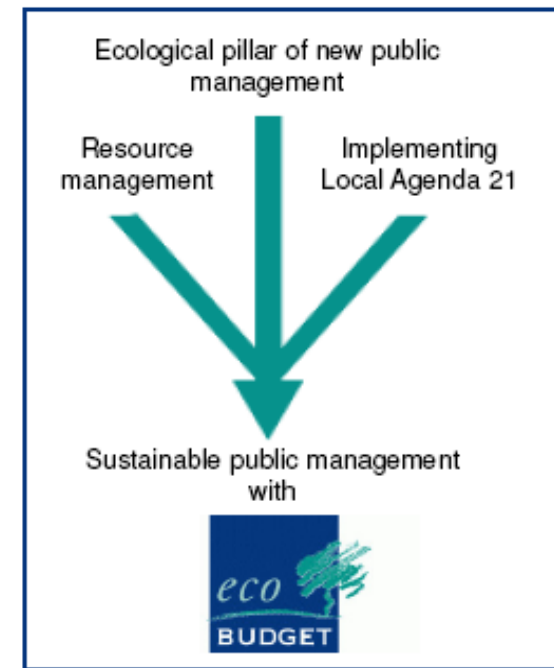 Ecological pillar of new public
management
Resource
management
Implementing
Local Agenda 21
Sustainable public management
with
eco
BUDGET